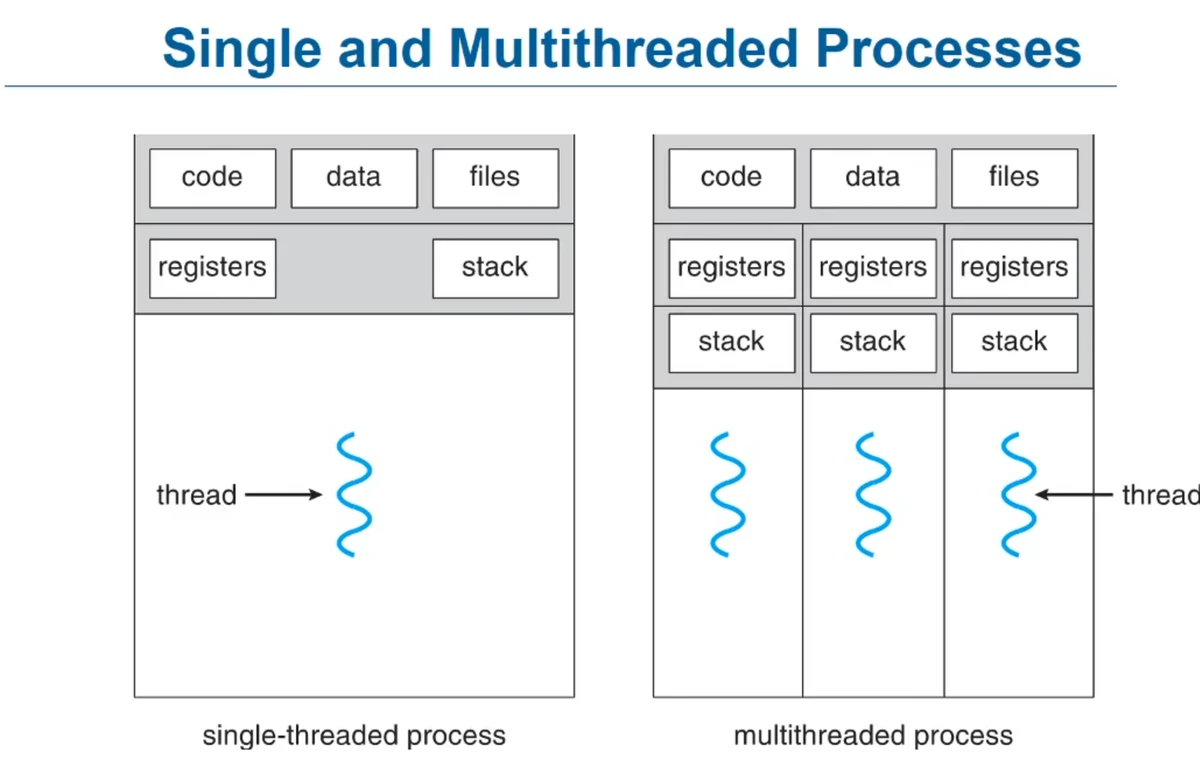 Single and Multithreaded Processes
code data files
registers stack
thread
single-threaded process
code data files
registers registers registers
stack stack stack
thread
multithreaded process